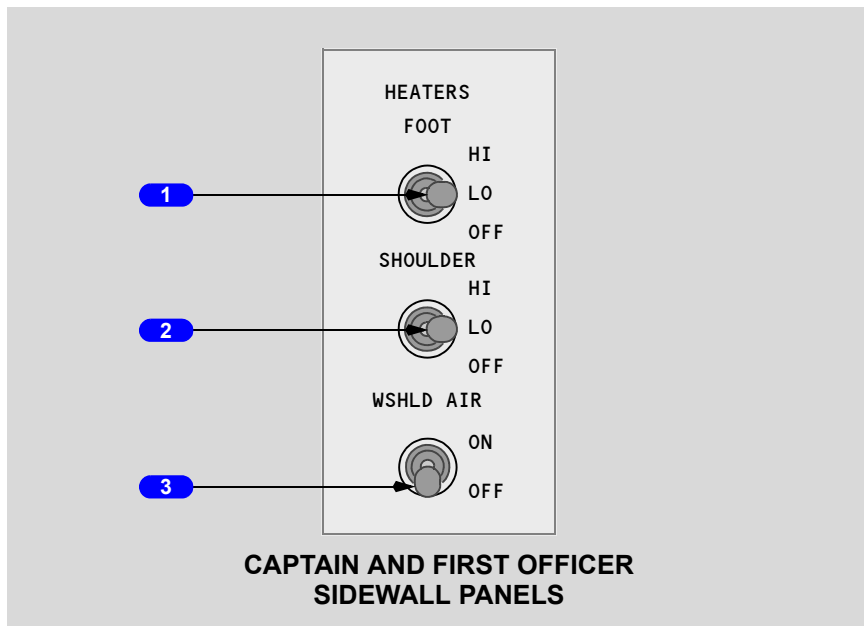 HEATERS
FOOT
HI
1
LO
OFF
SHOULDER
HI
2
LO
OFF
WSHLD AIR
ON
3
OFF
CAPTAIN AND FIRST OFFICER
SIDEWALL PANELS